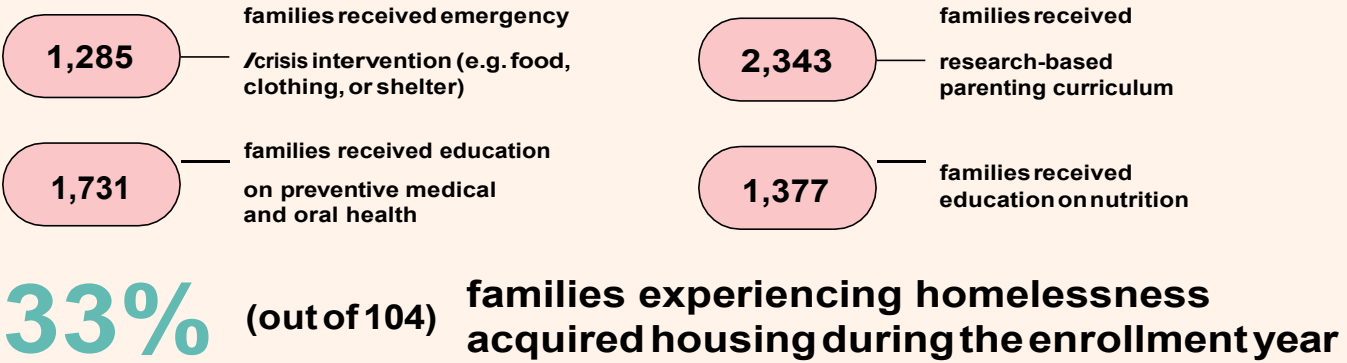 1,285
families received emergency
/crisis intervention (e.g. food,
clothing, or shelter)
2,343
families received
research-based
parenting curriculum
1,731
families received education
on preventive medical
and oral health
1,377
families received
education on nutrition
33%
(out of 104)
families experiencing homelessness
acquired housing during the enrollment year